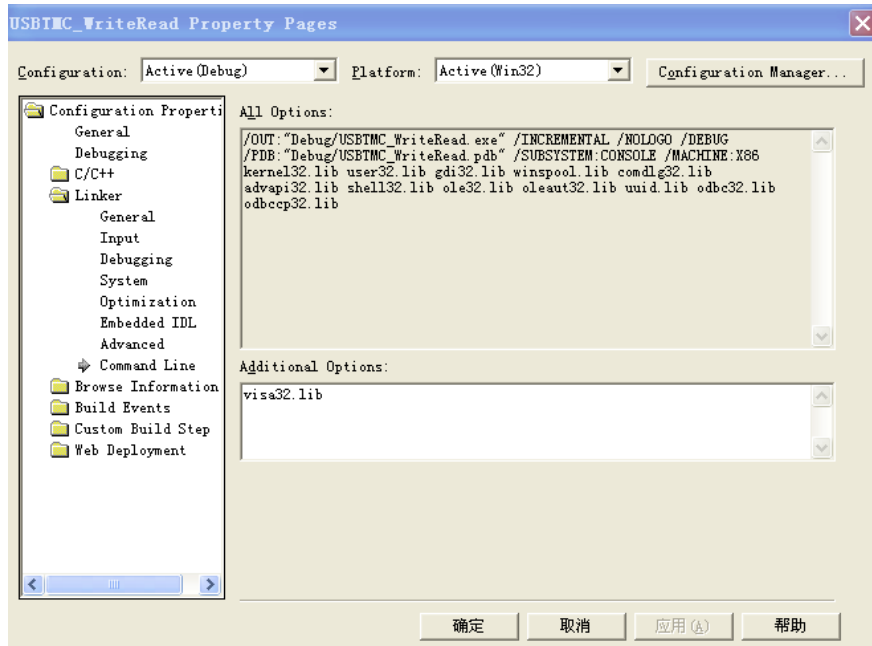 USBTMC_WriteRead Property Pages
Configuration: Active(Debug) Platform: Active(Win32) Configuration Manager...
Configuration Properti
General
Debugging
C/C++
Linker
General
Input
Debugging
System
Optimization
Embedded IDL
Advanced
Command Line
Browse Information
Build Events
Custom Build Step
Web Deployment
All Options:
/OUT:"Debug/USBTMC_WriteRead.exe" /INCREMENTAL /NOLOGO /DEBUG
/PDB:"Debug/USBTMC_WriteRead.pdb" /SUBSYSTEM:CONSOLE /MACHINE:X86
kernel32.lib user32.lib gdi32.lib winspool.lib comdlg32.lib
advapi32.lib shell32.lib ole32.lib oleaut32.lib uuid.lib odbc32.lib
odbccp32.lib
Additional Options:
visa32.lib
确定 取消 应用(A) 帮助